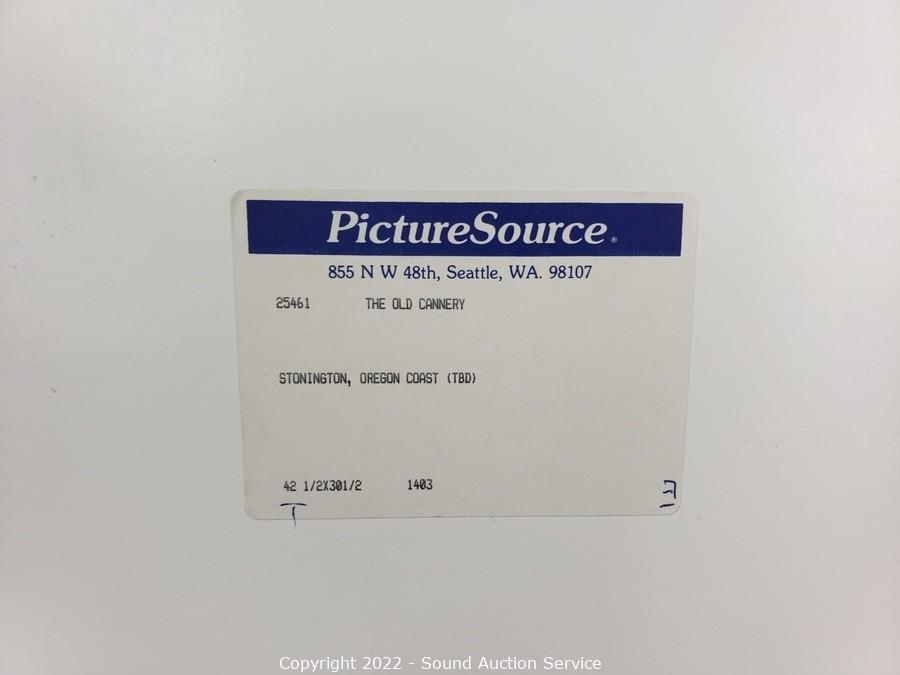 PictureSource®
855 N W 48th, Seattle, WA. 98107
25461 THE OLD CANNERY
STONINGTON, OREGON COAST (TBD)
42 1/2X301/2 1403
T
Copyright 2022 - Sound Auction Service